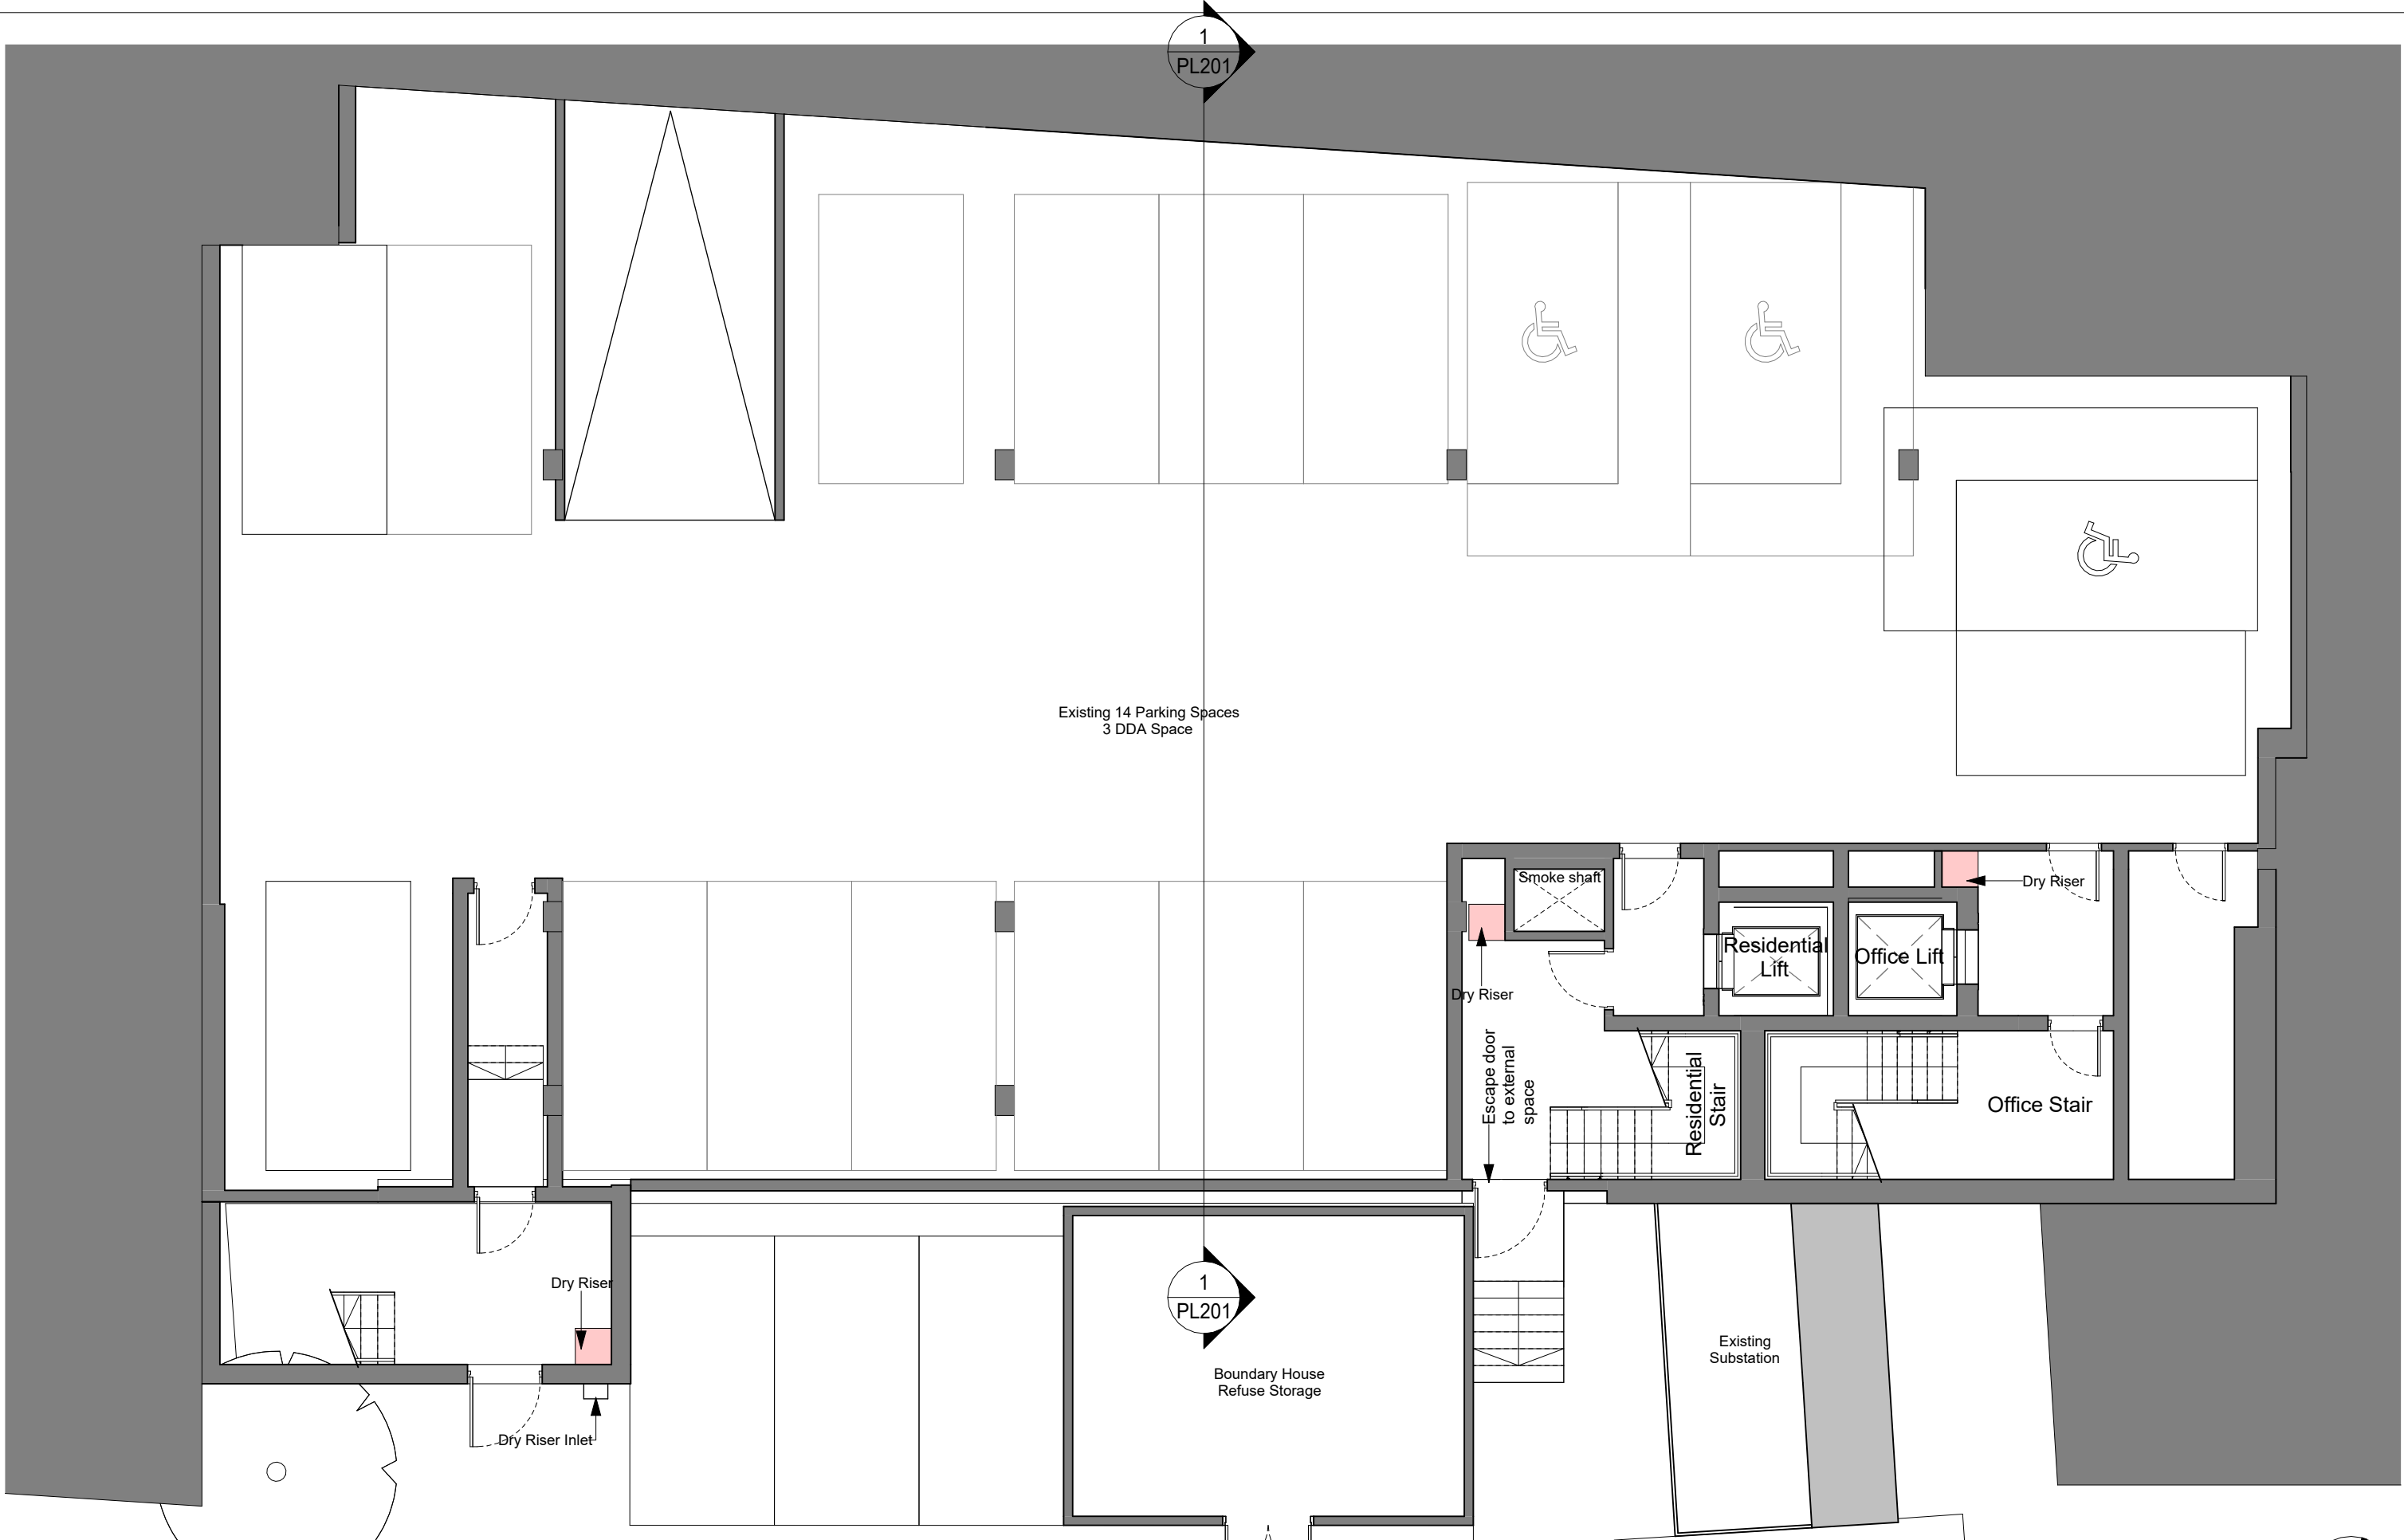 1
PL201
Existing 14 Parking Spaces
3 DDA Space
Smoke shaft
Dry Riser
Residential
Lift
Office Lift
Dry Riser
Escape door
to external
space
Residential
Stair
Office Stair
Dry Riser
1
PL201
Existing
Substation
Boundary House
Refuse Storage
Dry Riser Inlet